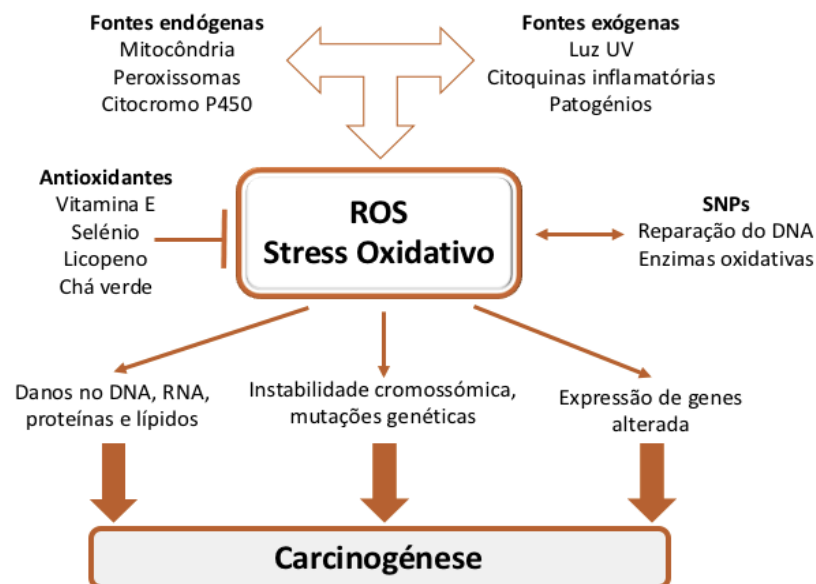 Fontes endógenas
Mitocôndria
Peroxissomas
Citocromo P450
Fontes exógenas
Luz UV
Citoquinas inflamatórias
Patogénios
Antioxidantes
Vitamina E
Selénio
Licopeno
Chá verde
ROS
Stress Oxidativo
SNPs
Reparação do DNA
Enzimas oxidativas
Danos no DNA, RNA,
proteínas e lípidos
Instabilidade cromossómica,
mutações genéticas
Expressão de genes
alterada
Carcinogénese